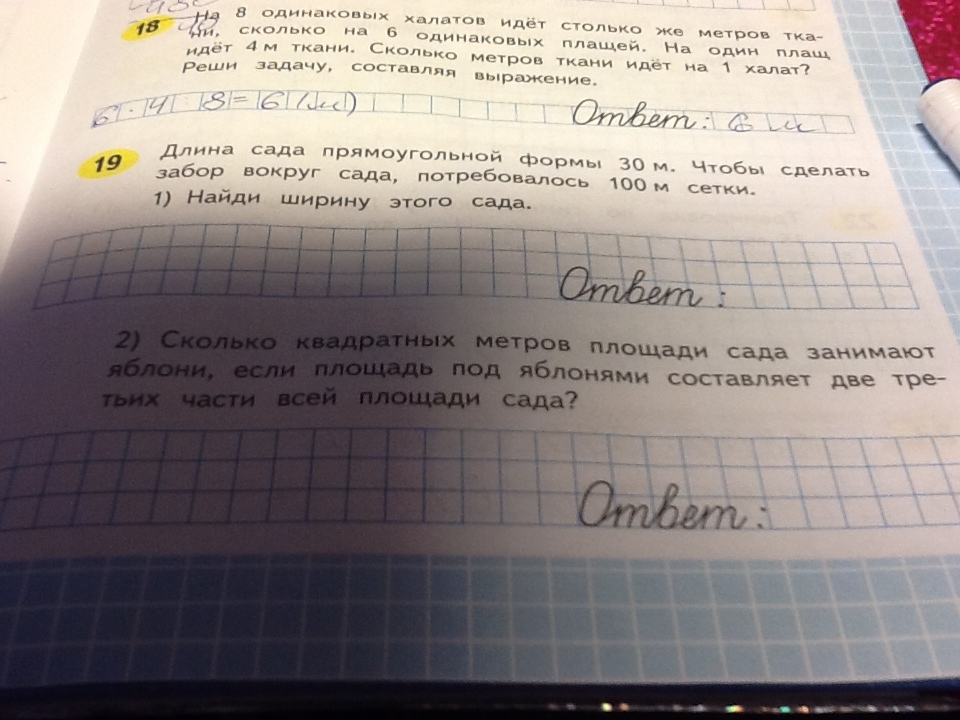 18 На 8 одинаковых халатов идёт столько же метров тка-
ни, сколько на 6 одинаковых плащей. На один плащ
идёт 4 м ткани. Сколько метров ткани идёт на 1 халат?
Реши задачу, составляя выражение.
6 · 4 : 8 = 6 (м) Ответ: 6 м
19 Длина сада прямоугольной формы 30 м. Чтобы сделать
забор вокруг сада, потребовалось 100 м сетки.
1) Найди ширину этого сада.
Ответ:
2) Сколько квадратных метров площади сада занимают
яблони, если площадь под яблонями составляет две тре-
тьих части всей площади сада?
Ответ: